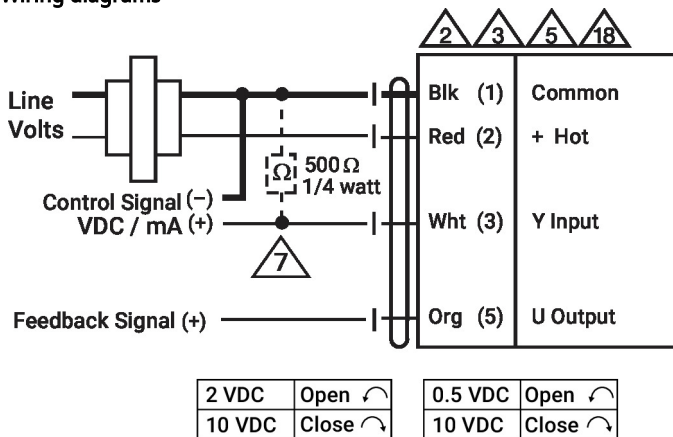 Wiring diagrams
2 3 5 18
Line Volts
Blk (1) Common
Red (2) + Hot
Ω 500 Ω
1/4 watt
Control Signal (−)
VDC / mA (+)
Wht (3) Y Input
7
Feedback Signal (+)
Org (5) U Output
2 VDC Open
10 VDC Close
0.5 VDC Open
10 VDC Close